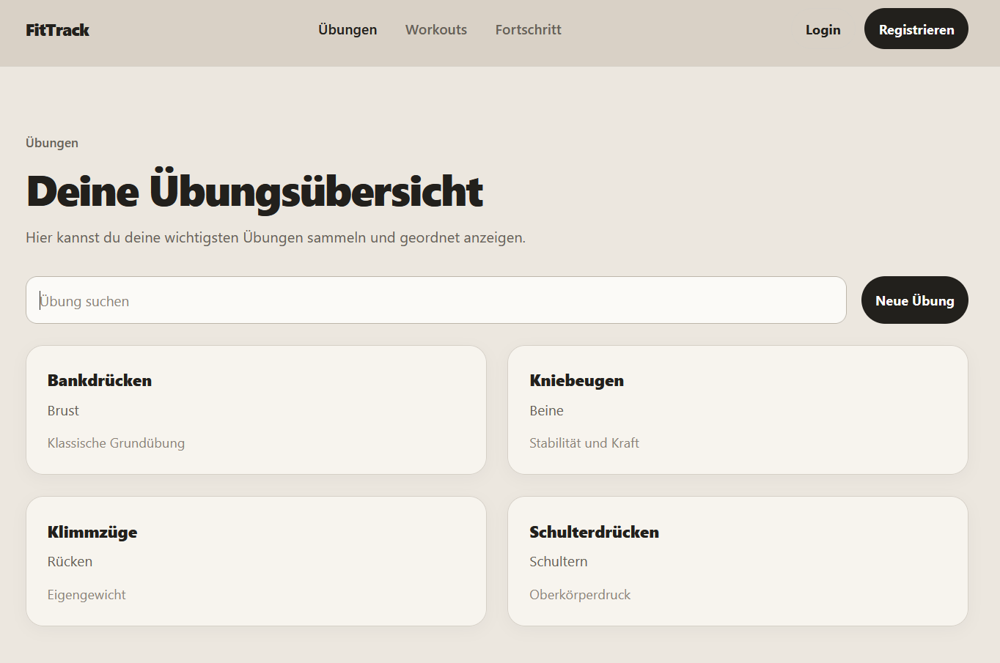 FitTrack
Übungen
Workouts
Fortschritt
Login
Registrieren
Übungen
Deine Übungsübersicht
Hier kannst du deine wichtigsten Übungen sammeln und geordnet anzeigen.
Übung suchen
Neue Übung
Bankdrücken
Brust
Klassische Grundübung
Kniebeugen
Beine
Stabilität und Kraft
Klimmzüge
Rücken
Eigengewicht
Schulterdrücken
Schultern
Oberkörperdruck